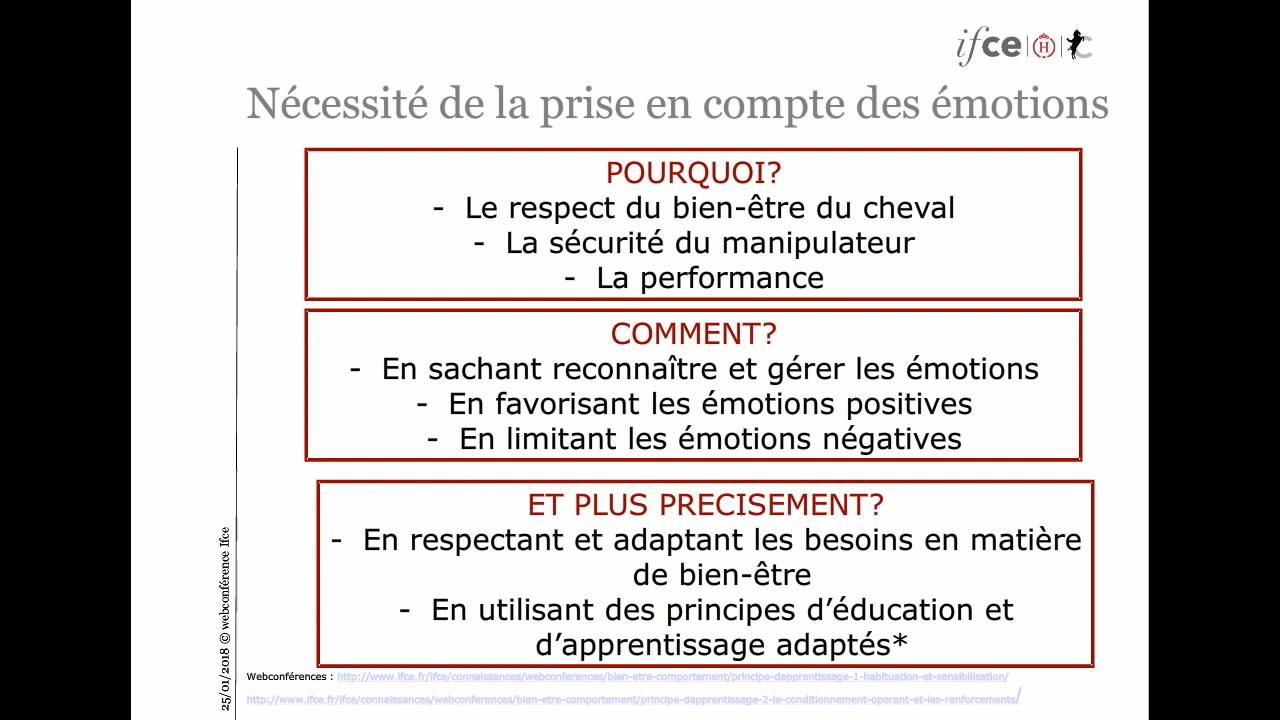 ifce | H | C
Nécessité de la prise en compte des émotions
POURQUOI?
- Le respect du bien-être du cheval
- La sécurité du manipulateur
- La performance
COMMENT?
- En sachant reconnaître et gérer les émotions
- En favorisant les émotions positives
- En limitant les émotions négatives
ET PLUS PRECISEMENT?
- En respectant et adaptant les besoins en matière
de bien-être
- En utilisant des principes d’éducation et
d’apprentissage adaptés*
25/01/2018 © webconférence Ifce
Webconférences : http://www.ifce.fr/ifce/connaissances/webconferences/bien-etre-comportement/principe-dapprentissage-1-habituation-et-sensibilisation/
http://www.ifce.fr/ifce/connaissances/webconferences/bien-etre-comportement/principe-dapprentissage-2-le-conditionnement-operant-et-les-renforcements/